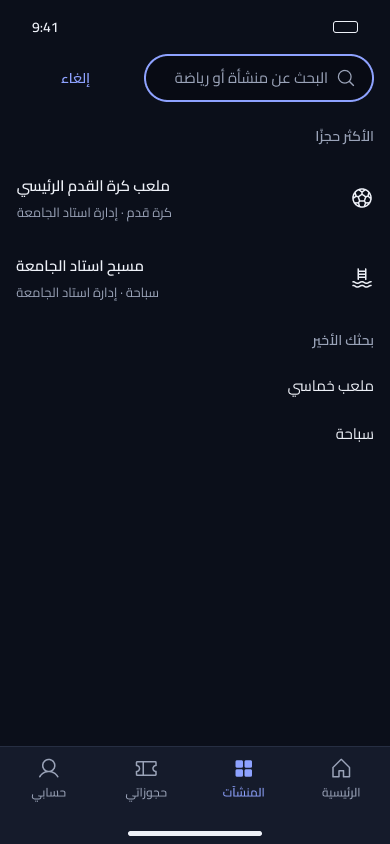 9:41
البحث عن منشأة أو رياضة
إلغاء
الأكثر حجزًا
ملعب كرة القدم الرئيسي
كرة قدم · إدارة استاد الجامعة
مسبح استاد الجامعة
سباحة · إدارة استاد الجامعة
بحثك الأخير
ملعب خماسي
سباحة
الرئيسية
المنشآت
حجوزاتي
حسابي